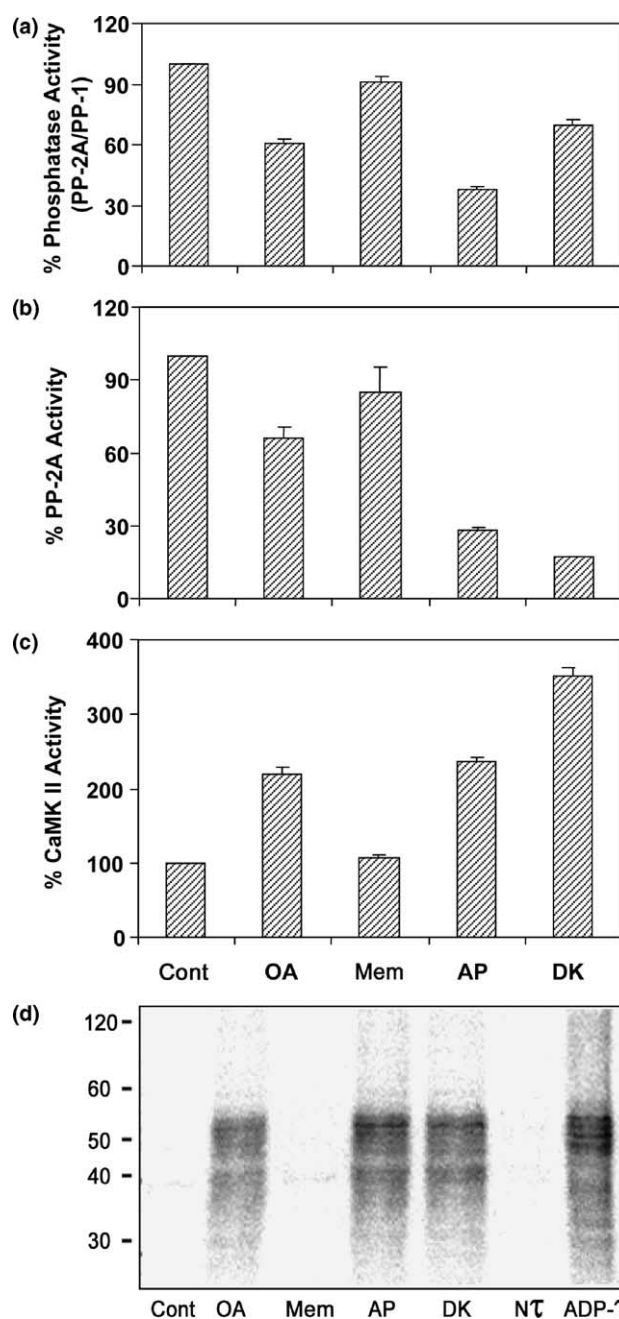 (a)
% Phosphatase Activity
(PP-2A/PP-1)
120
90
60
30
0
(b)
% PP-2A Activity
120
90
60
30
0
(c)
% CaMK II Activity
400
300
200
100
0
Cont OA Mem AP DK
(d)
120
60
50
40
30
Cont OA Mem AP DK Nτ ADP-